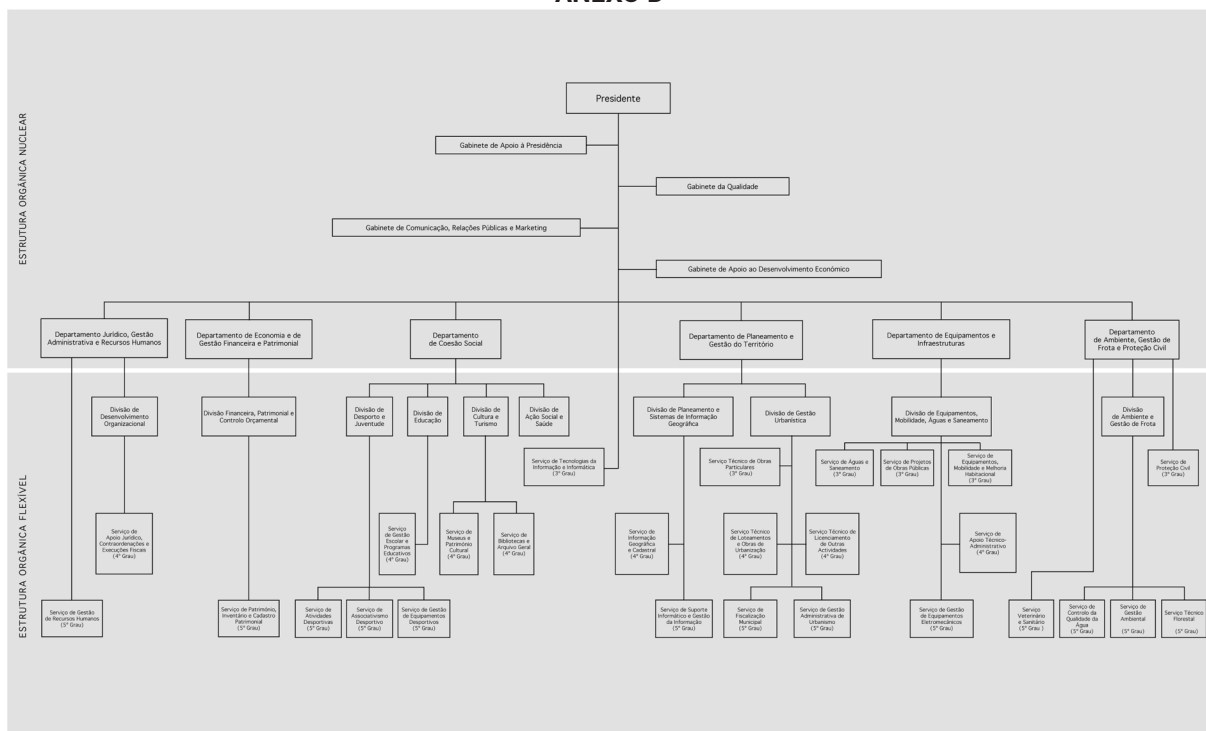 ANEXO B
ESTRUTURA ORGÂNICA NUCLEAR
Presidente
Gabinete de Apoio á Presidência
Gabinete da Qualidade
Gabinete de Comunicação, Relações Públicas e Marketing
Gabinete de Apoio ao Desenvolvimento Económico
Departamento Jurídico, Gestão
Administrativa e Recursos Humanos
Departamento de Economia e de
Gestão Financeira e Patrimonial
Departamento
de Coesão Social
Departamento de Planeamento e
Gestão do Território
Departamento de Equipamentos e
Infraestruturas
Departamento
de Ambiente, Gestão de
Frota e Proteção Civil
ESTRUTURA ORGÂNICA FLEXÍVEL
Divisão de
Desenvolvimento
Organizacional
Divisão Financeira, Patrimonial e
Controlo Orçamental
Divisão de
Desporto e
Juventude
Divisão de
Educação
Divisão de
Cultura e
Turismo
Divisão de
Ação Social e
Saúde
Divisão de Planeamento e
Sistemas de Informação
Geográfica
Divisão de Gestão
Urbanística
Divisão de Equipamentos,
Mobilidade, Águas e Saneamento
Divisão
de Ambiente e
Gestão de Frota
Serviço de Tecnologias da
Informação e Informática
(3º Grau)
Serviço Técnico de Obras
Particulares
(3º Grau)
Serviço de Águas e
Saneamento
(3º Grau)
Serviço de Projetos
de Obras Públicas
(3º Grau)
Serviço de
Equipamentos,
Mobilidade e Melhoria
Habitacional
(3º Grau)
Serviço de
Proteção Civil
(3º Grau)
Serviço de
Apoio Jurídico,
Contraordenações e
Execuções Fiscais
(4º Grau)
Serviço
de Gestão
Escolar e
Programas
Educativos
(4º Grau)
Serviço de
Museus e
Património
Cultural
(4º Grau)
Serviço de
Bibliotecas e
Arquivo Geral
(4º Grau)
Serviço de
Informação
Geográfica
e Cadastral
(4º Grau)
Serviço Técnico
de Loteamentos
e Obras de
Urbanização
(4º Grau)
Serviço Técnico de
Licenciamento
de Outras
Actividades
(4º Grau)
Serviço de
Apoio Técnico-
Administrativo
(4º Grau)
Serviço de Gestão
de Recursos Humanos
(5º Grau)
Serviço de Património,
Inventário e Cadastro
Patrimonial
(5º Grau)
Serviço de
Atividades
Desportivas
(5º Grau)
Serviço de
Associativismo
Desportivo
(5º Grau)
Serviço de Gestão
de Equipamentos
Desportivos
(5º Grau)
Serviço de Suporte
Informático e Gestão
da Informação
(5º Grau)
Serviço de
Fiscalização
Municipal
(5º Grau)
Serviço de Gestão
Administrativa de
Urbanismo
(5º Grau)
Serviço de Gestão
de Equipamentos
Eletromecânicos
(5º Grau)
Serviço
Veterinário
e Sanitário
(5º Grau )
Serviço de
de Controlo da
Qualidade da
Água
(5º Grau)
Serviço de
Gestão
Ambiental
(5º Grau)
Serviço Técnico
Florestal
(5º Grau)